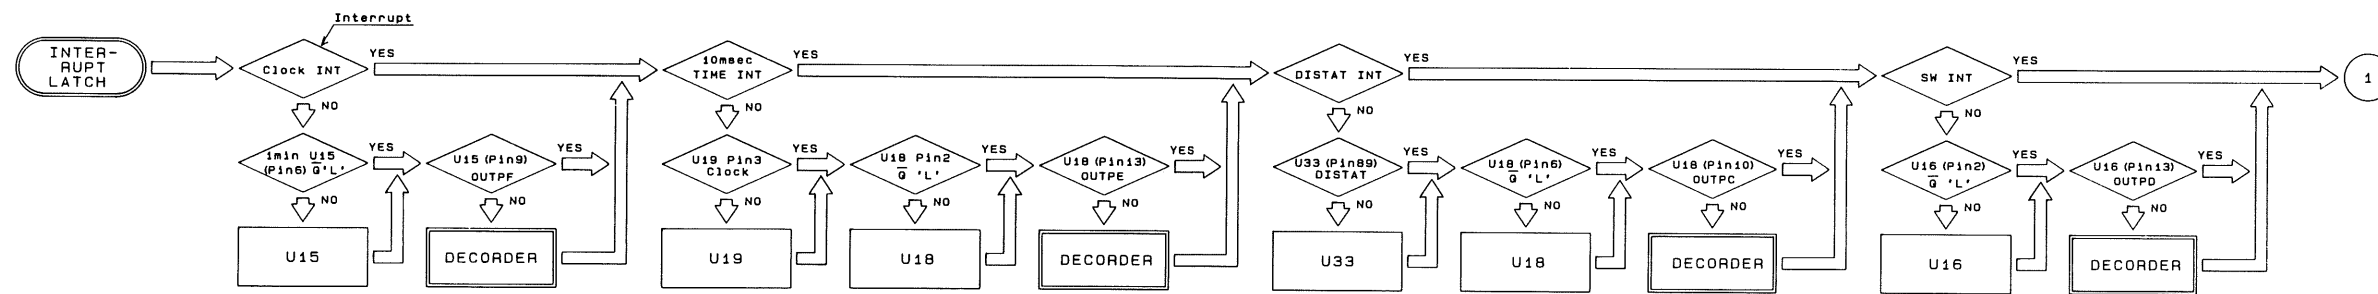 Interrupt
INTER-
RUPT
LATCH
Clock INT
YES
NO
1min U15
(Pin6) Q̅'L'
YES
NO
U15
U15 (Pin9)
OUTPF
YES
NO
DECORDER
10msec
TIME INT
YES
NO
U19 Pin3
Clock
YES
NO
U19
U18 Pin2
Q̅ 'L'
YES
NO
U18
U18 (Pin13)
OUTPE
YES
NO
DECORDER
DISTAT INT
YES
NO
U33 (Pin89)
DISTAT
YES
NO
U33
U18 (Pin6)
Q̅ 'L'
YES
NO
U18
U18 (Pin10)
OUTPC
YES
NO
DECORDER
SW INT
YES
NO
U16 (Pin2)
Q̅ 'L'
YES
NO
U16
U16 (Pin13)
OUTPD
YES
NO
DECORDER
1